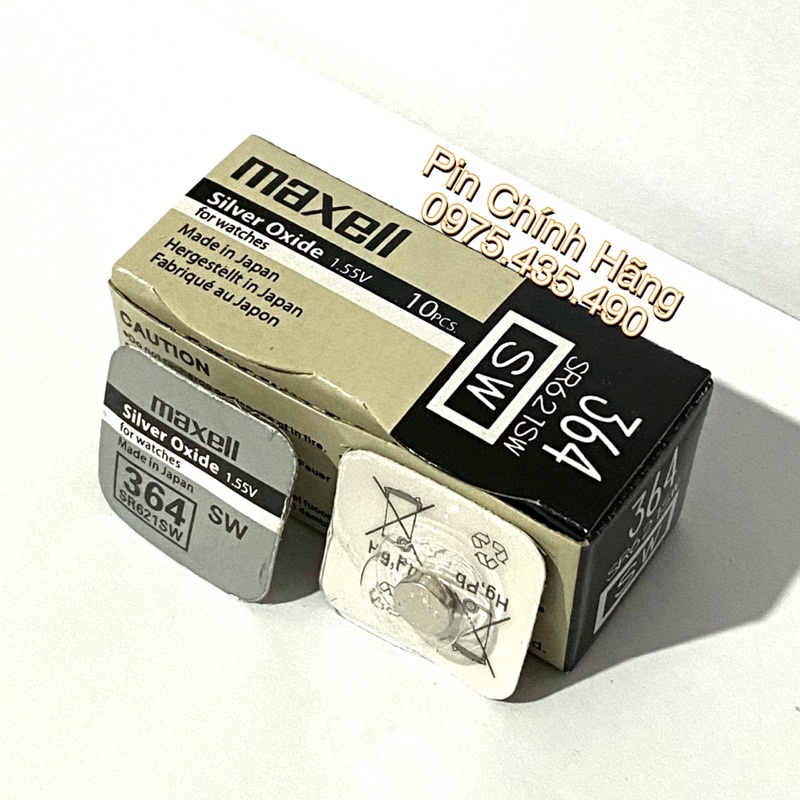 maxell
Silver Oxide 1.55V
for watches
Made in Japan
Hergestellt in Japan
Fabriqué au Japon
10PCS.
Pin Chính Hãng
0975.435.490
SW
SR621SW
364
CAUTION
364
SR621SW
SW
maxell
Silver Oxide 1.55V
for watches
Made in Japan
364 SW
SR621SW
Hg,Pb